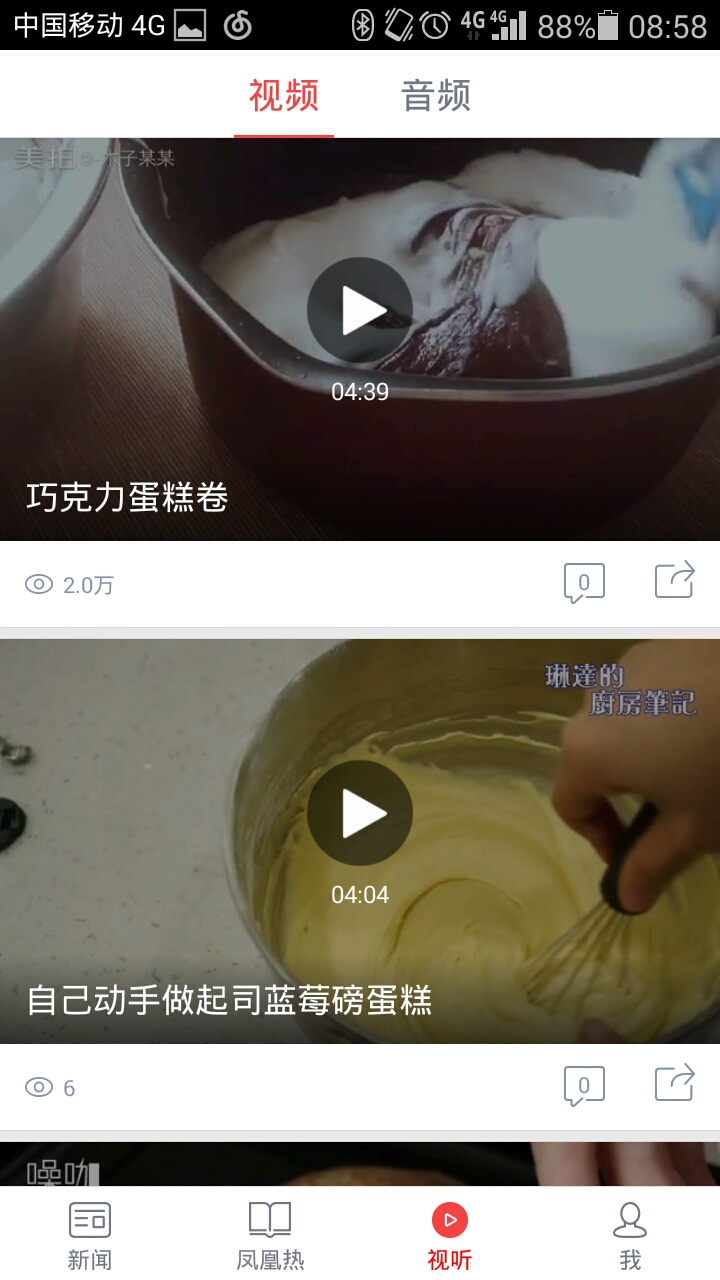 中国移动 4G 4G 4G 88% 08:58
视频 音频
美拍
子某某
04:39
巧克力蛋糕卷
2.0万 0
琳達的
廚房筆記
04:04
自己动手做起司蓝莓磅蛋糕
6 0
噪咖
新闻 凤凰热 视听 我